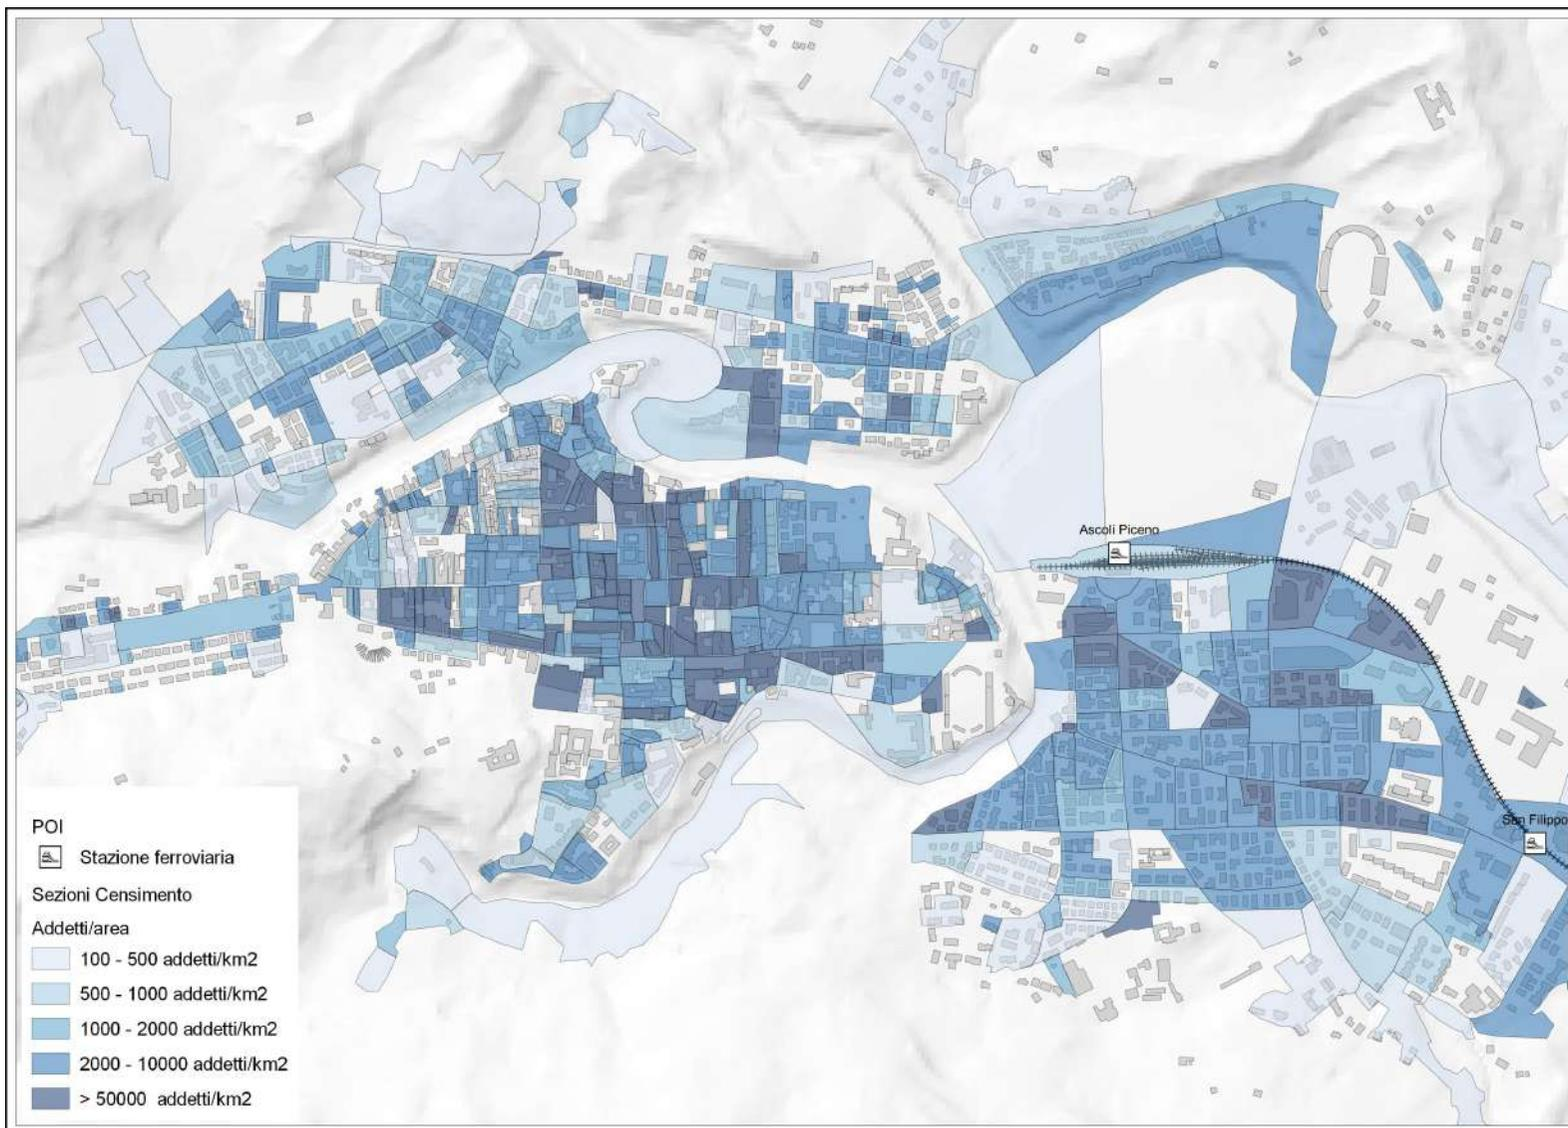 Ascoli Piceno
San Filippo
POI
Stazione ferroviaria
Sezioni Censimento
Addetti/area
100 - 500 addetti/km2
500 - 1000 addetti/km2
1000 - 2000 addetti/km2
2000 - 10000 addetti/km2
> 50000 addetti/km2